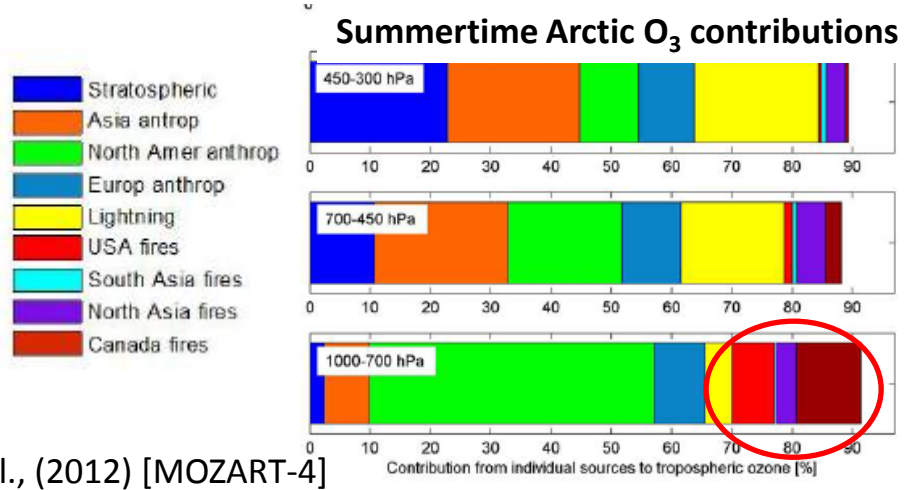 Summertime Arctic O₃ contributions
Stratospheric
Asia antrop
North Amer anthrop
Europ anthrop
Lightning
USA fires
South Asia fires
North Asia fires
Canada fires
450-300 hPa
0 10 20 30 40 50 60 70 80 90
700-450 hPa
0 10 20 30 40 50 60 70 80 90
1000-700 hPa
0 10 20 30 40 50 60 70 80 90
Contribution from individual sources to tropospheric ozone [%]
l., (2012) [MOZART-4]